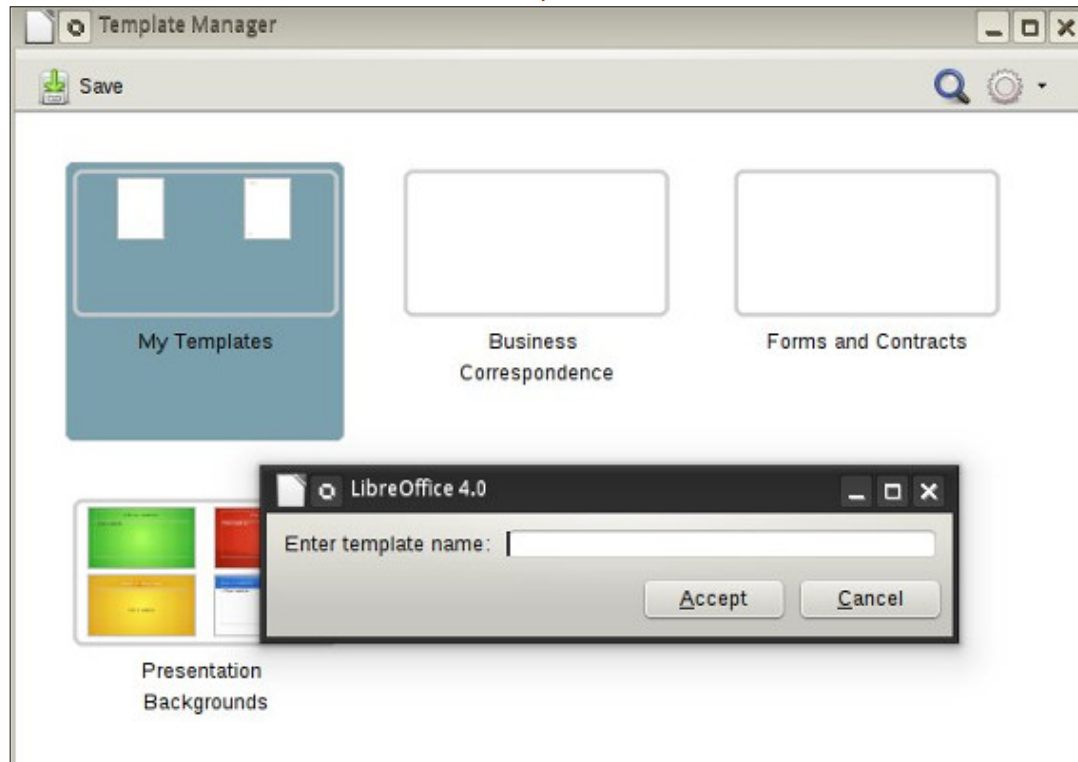 Template Manager
Save
My Templates
Business
Correspondence
Forms and Contracts
LibreOffice 4.0
Enter template name:
Accept
Cancel
Presentation
Backgrounds